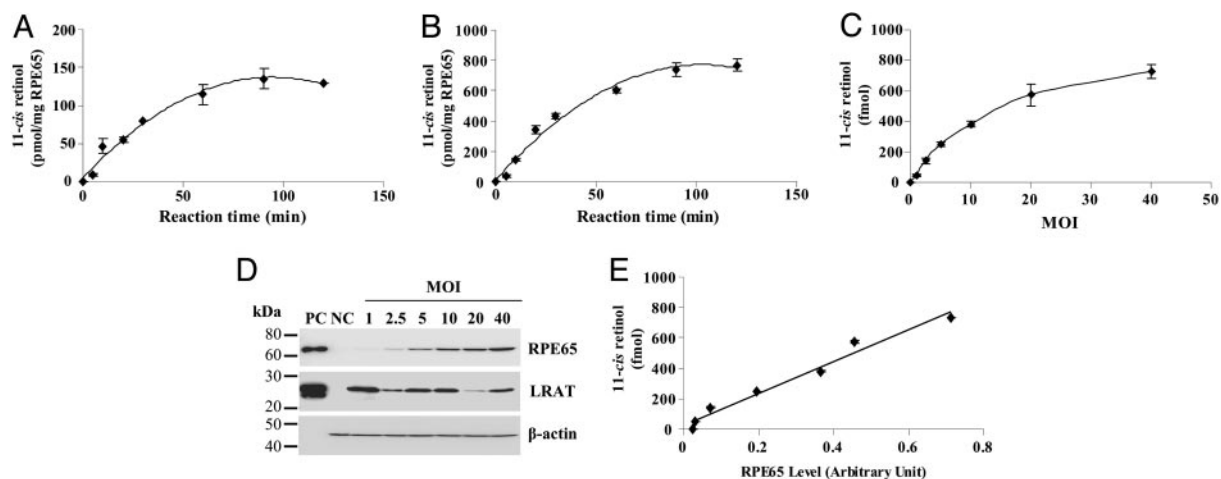 A
200
150
100
50
0
0 50 100 150
11-cis retinol
(pmol/mg RPE65)
Reaction time (min)
B
1000
800
600
400
200
0
0 50 100 150
11-cis retinol
(pmol/mg RPE65)
Reaction time (min)
C
1000
800
600
400
200
0
0 10 20 30 40 50
11-cis retinol
(fmol)
MOI
D
MOI
kDa PC NC 1 2.5 5 10 20 40
80
60
RPE65
30
20
LRAT
50
40
β-actin
E
1000
800
600
400
200
0
0 0.2 0.4 0.6 0.8
11-cis retinol
(fmol)
RPE65 Level (Arbitrary Unit)